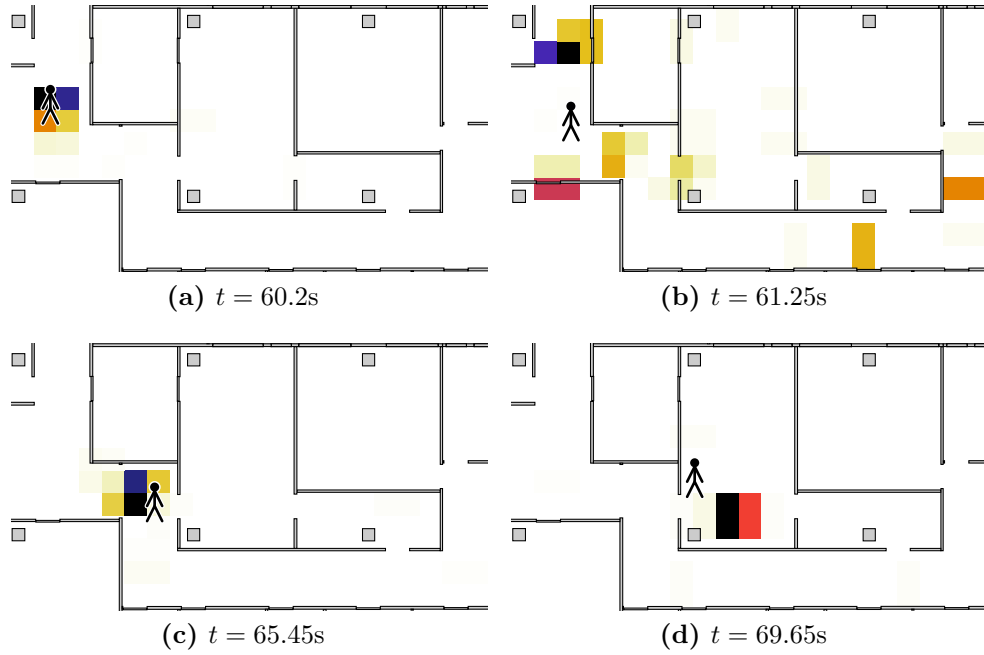 (a) t = 60.2s
(b) t = 61.25s
(c) t = 65.45s
(d) t = 69.65s